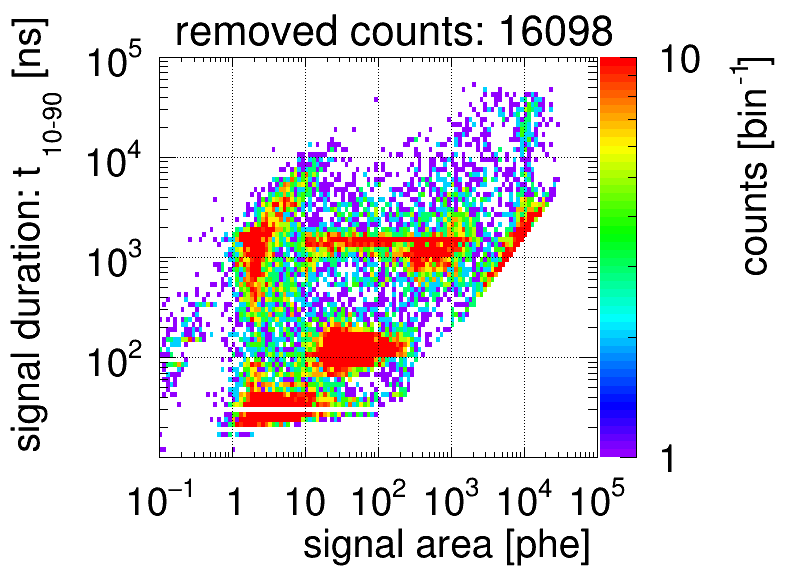 removed counts: 16098
signal duration: t 10-90 [ns]
10^5
10^4
10^3
10^2
10^-1 1 10 10^2 10^3 10^4 10^5
signal area [phe]
10
1
counts [bin^-1]